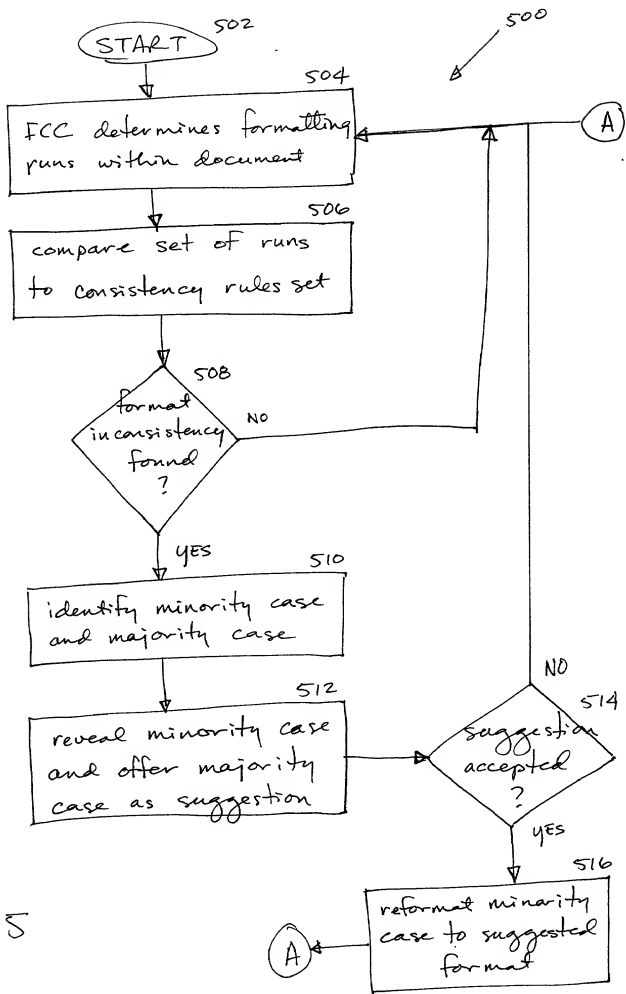 500
502
START
504
FCC determines formatting
runs within document
A
506
compare set of runs
to consistency rules set
508
format
inconsistency
found
?
NO
YES
510
identify minority case
and majority case
512
reveal minority case
and offer majority
case as suggestion
NO
514
suggestion
accepted
?
YES
516
reformat minority
case to suggested
format
A
5